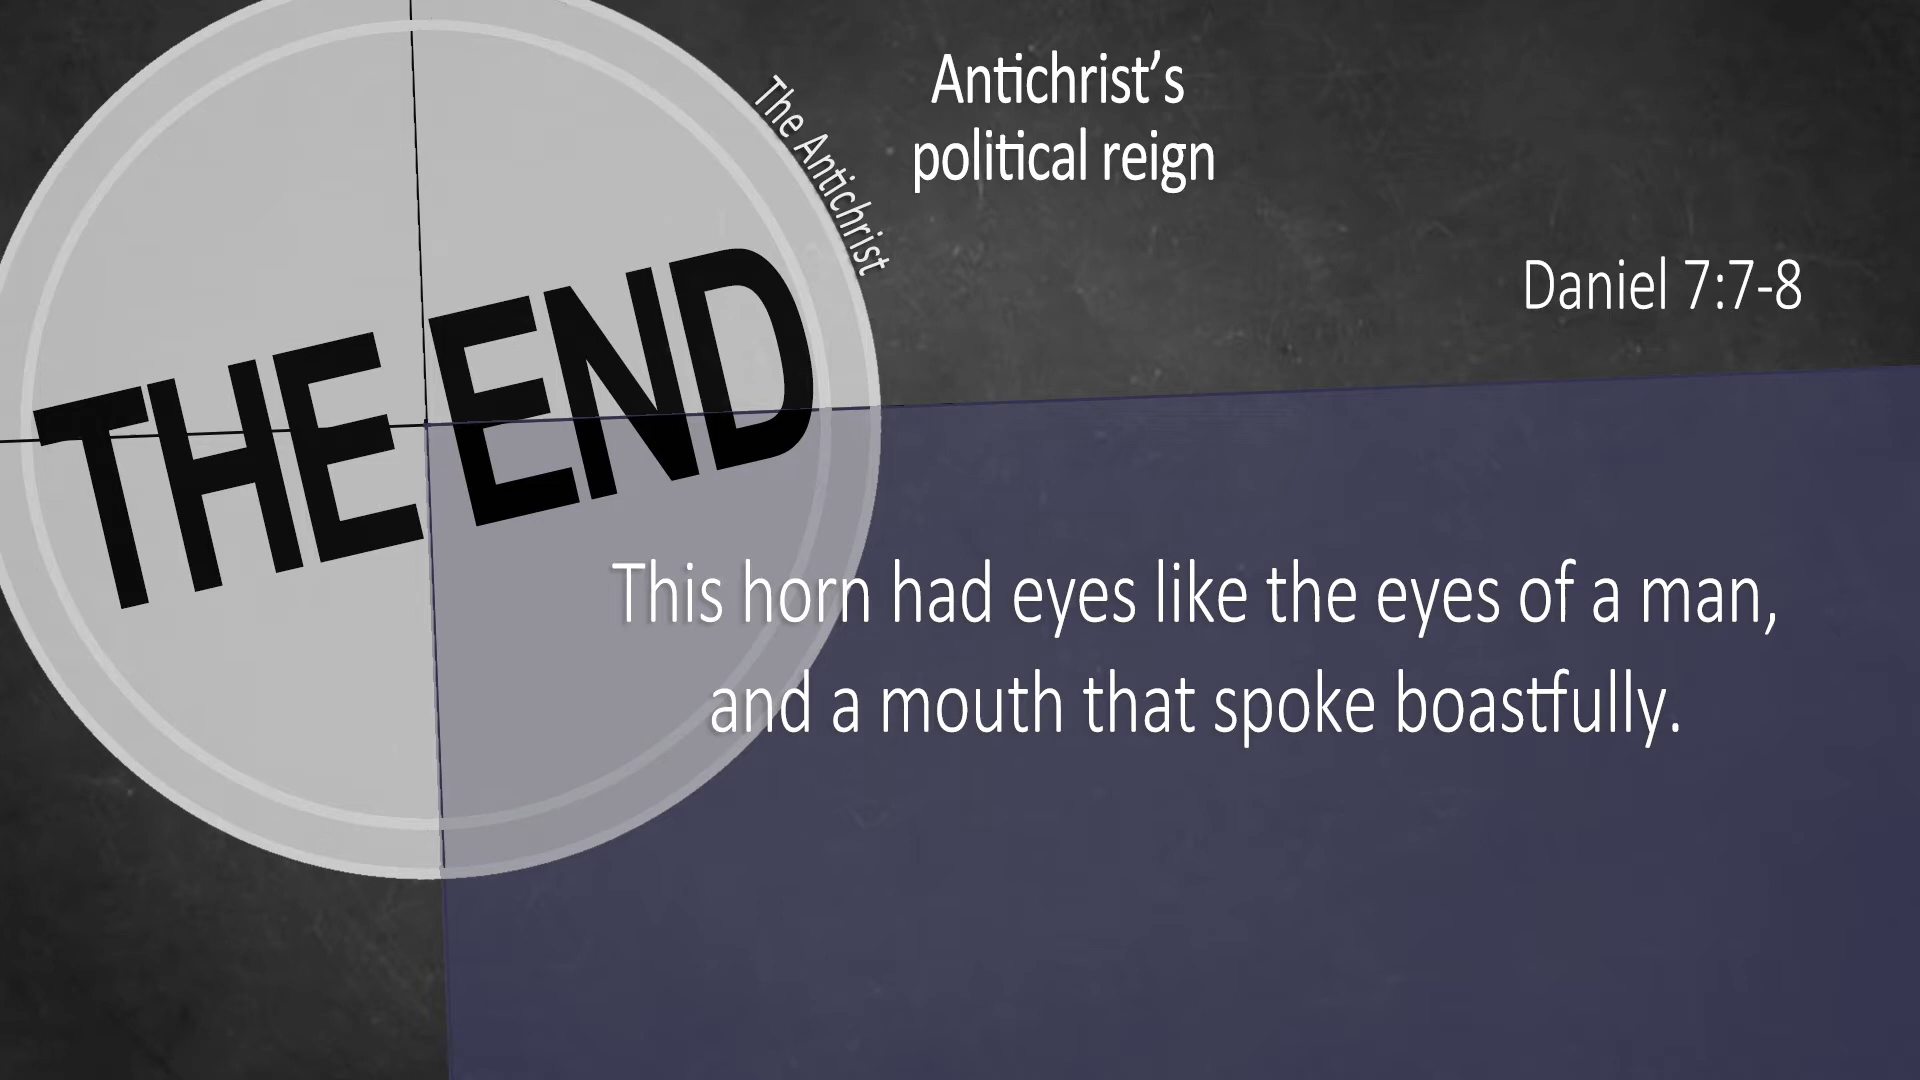 THE END
The Antichrist
Antichrist’s
political reign
Daniel 7:7-8
This horn had eyes like the eyes of a man,
and a mouth that spoke boastfully.